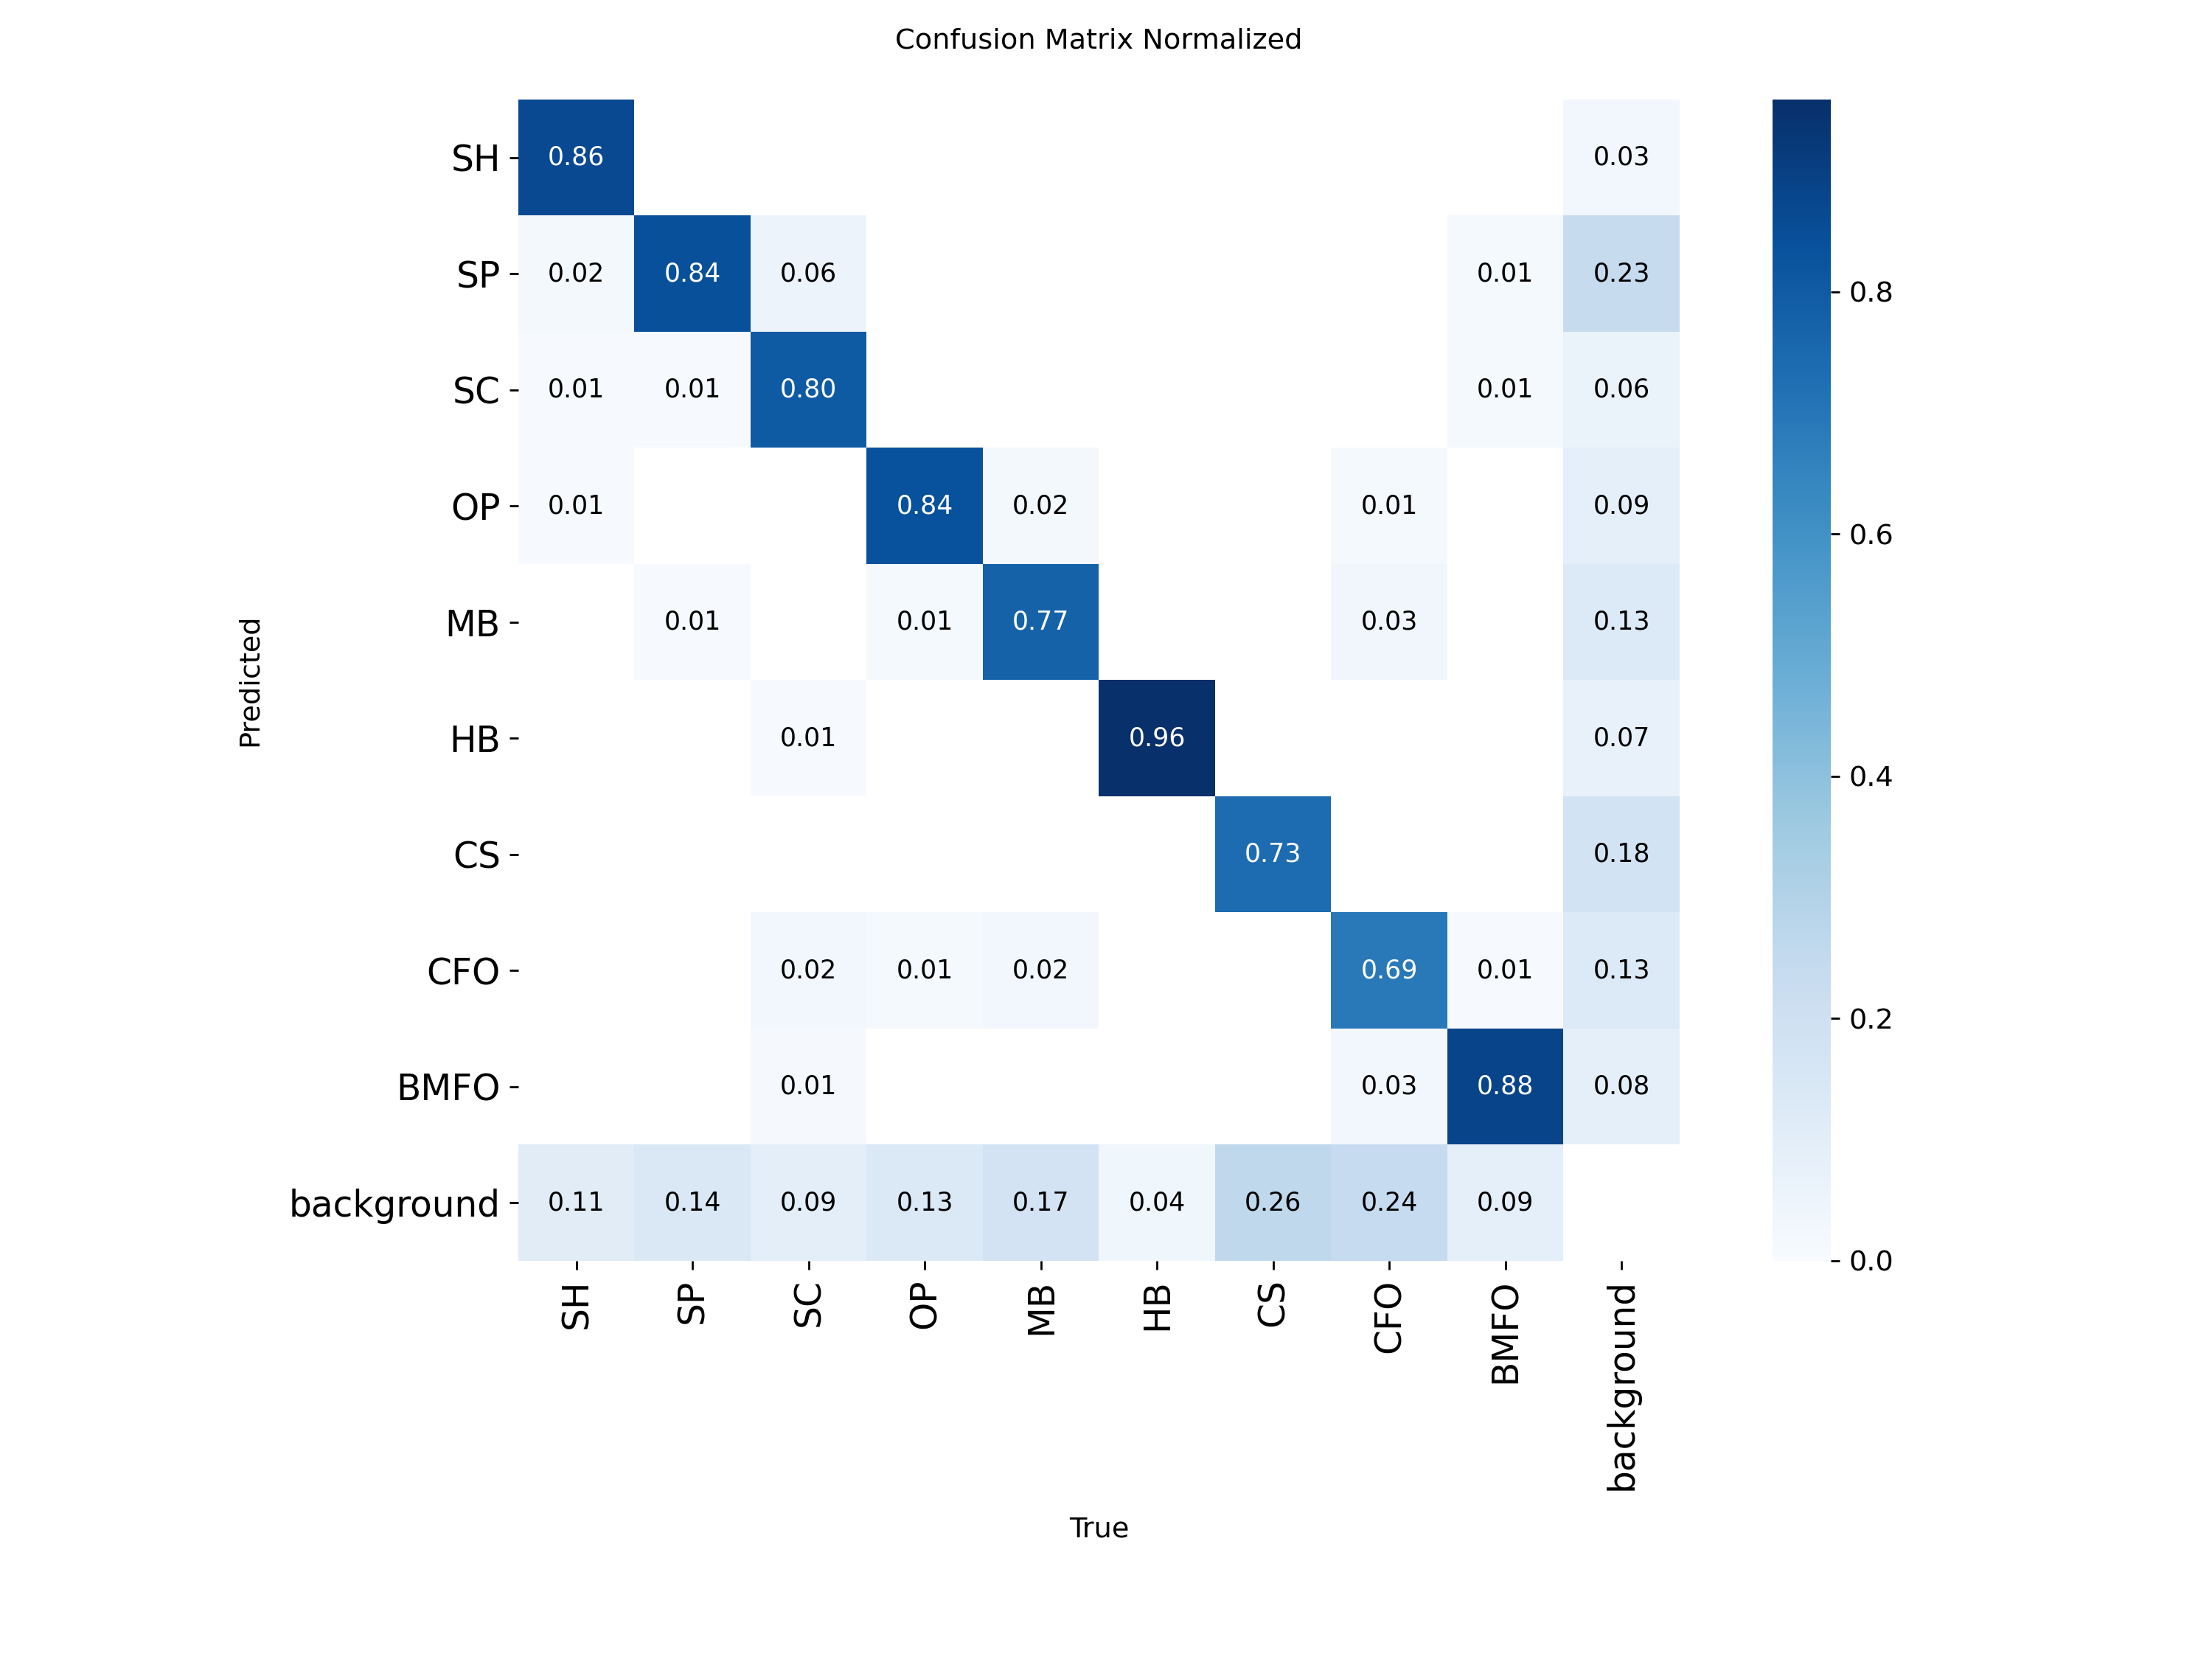 Confusion Matrix Normalized
SH 0.86 0.03
SP 0.02 0.84 0.06 0.01 0.23
SC 0.01 0.01 0.80 0.01 0.06
OP 0.01 0.84 0.02 0.01 0.09
MB 0.01 0.01 0.77 0.03 0.13
HB 0.01 0.96 0.07
CS 0.73 0.18
CFO 0.02 0.01 0.02 0.69 0.01 0.13
BMFO 0.01 0.03 0.88 0.08
background 0.11 0.14 0.09 0.13 0.17 0.04 0.26 0.24 0.09
SH SP SC OP MB HB CS CFO BMFO background
Predicted
True
0.8
0.6
0.4
0.2
0.0